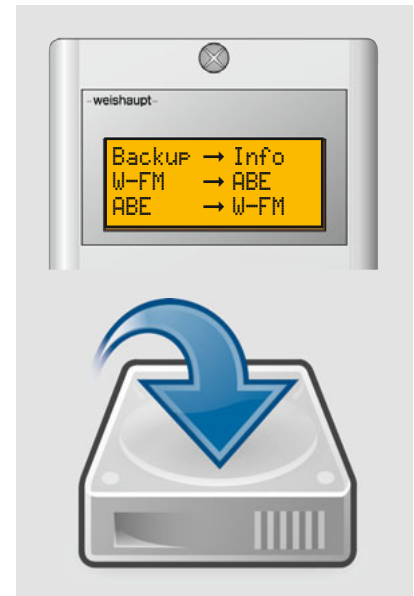 -weishaupt-
Backup → Info
W-FM → ABE
ABE → W-FM